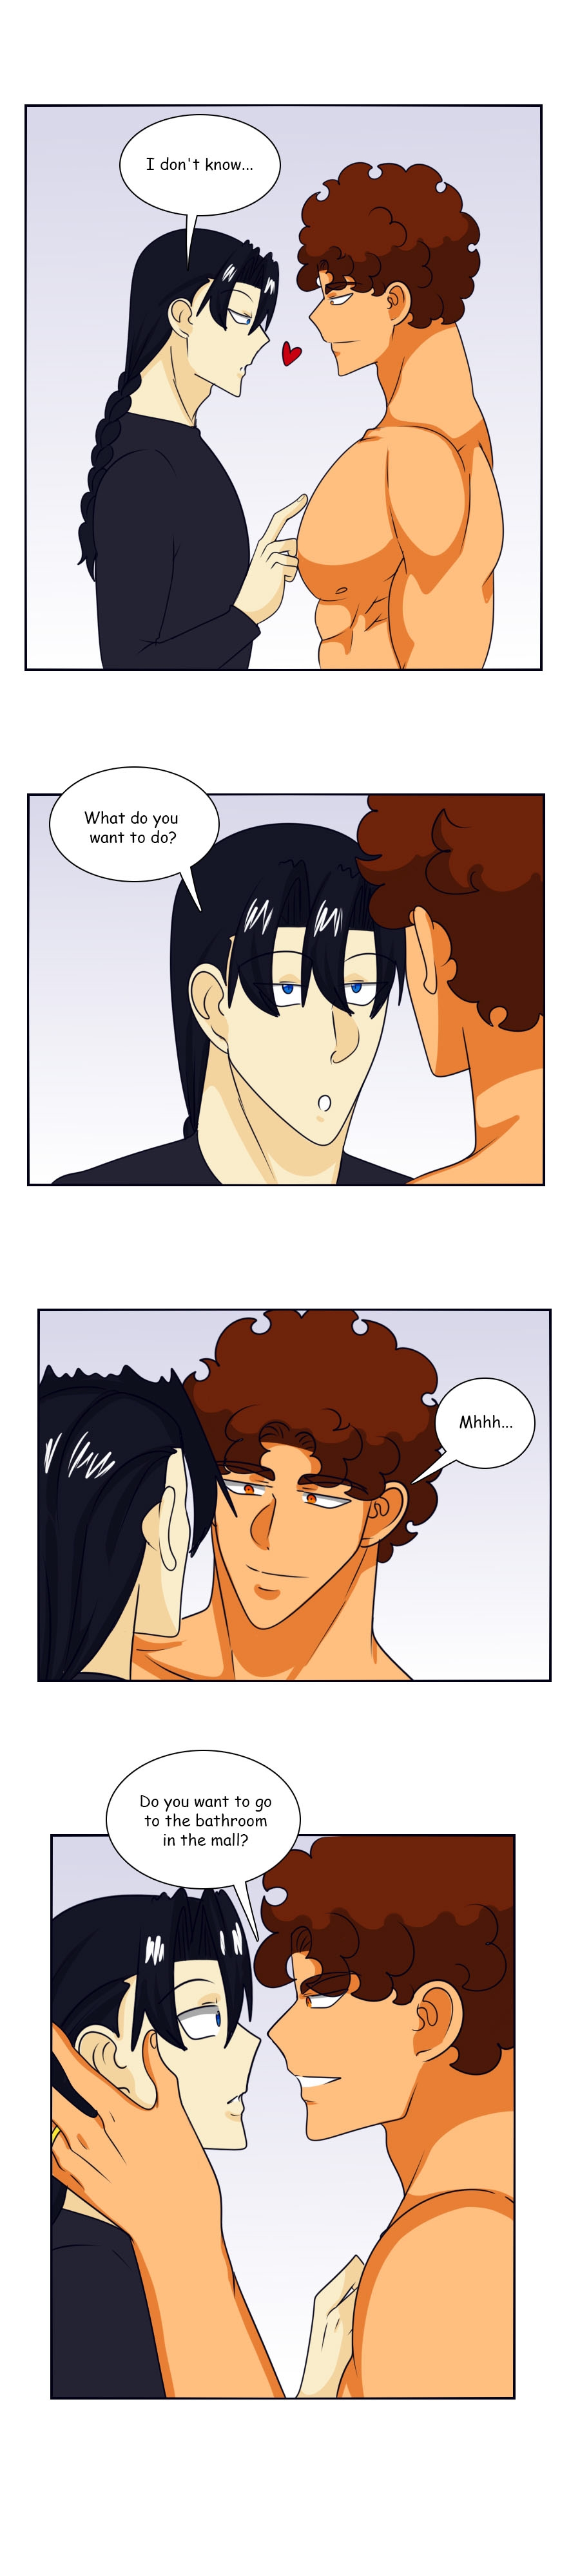 I don't know...
What do you
want to do?
Mhhh...
Do you want to go
to the bathroom
in the mall?